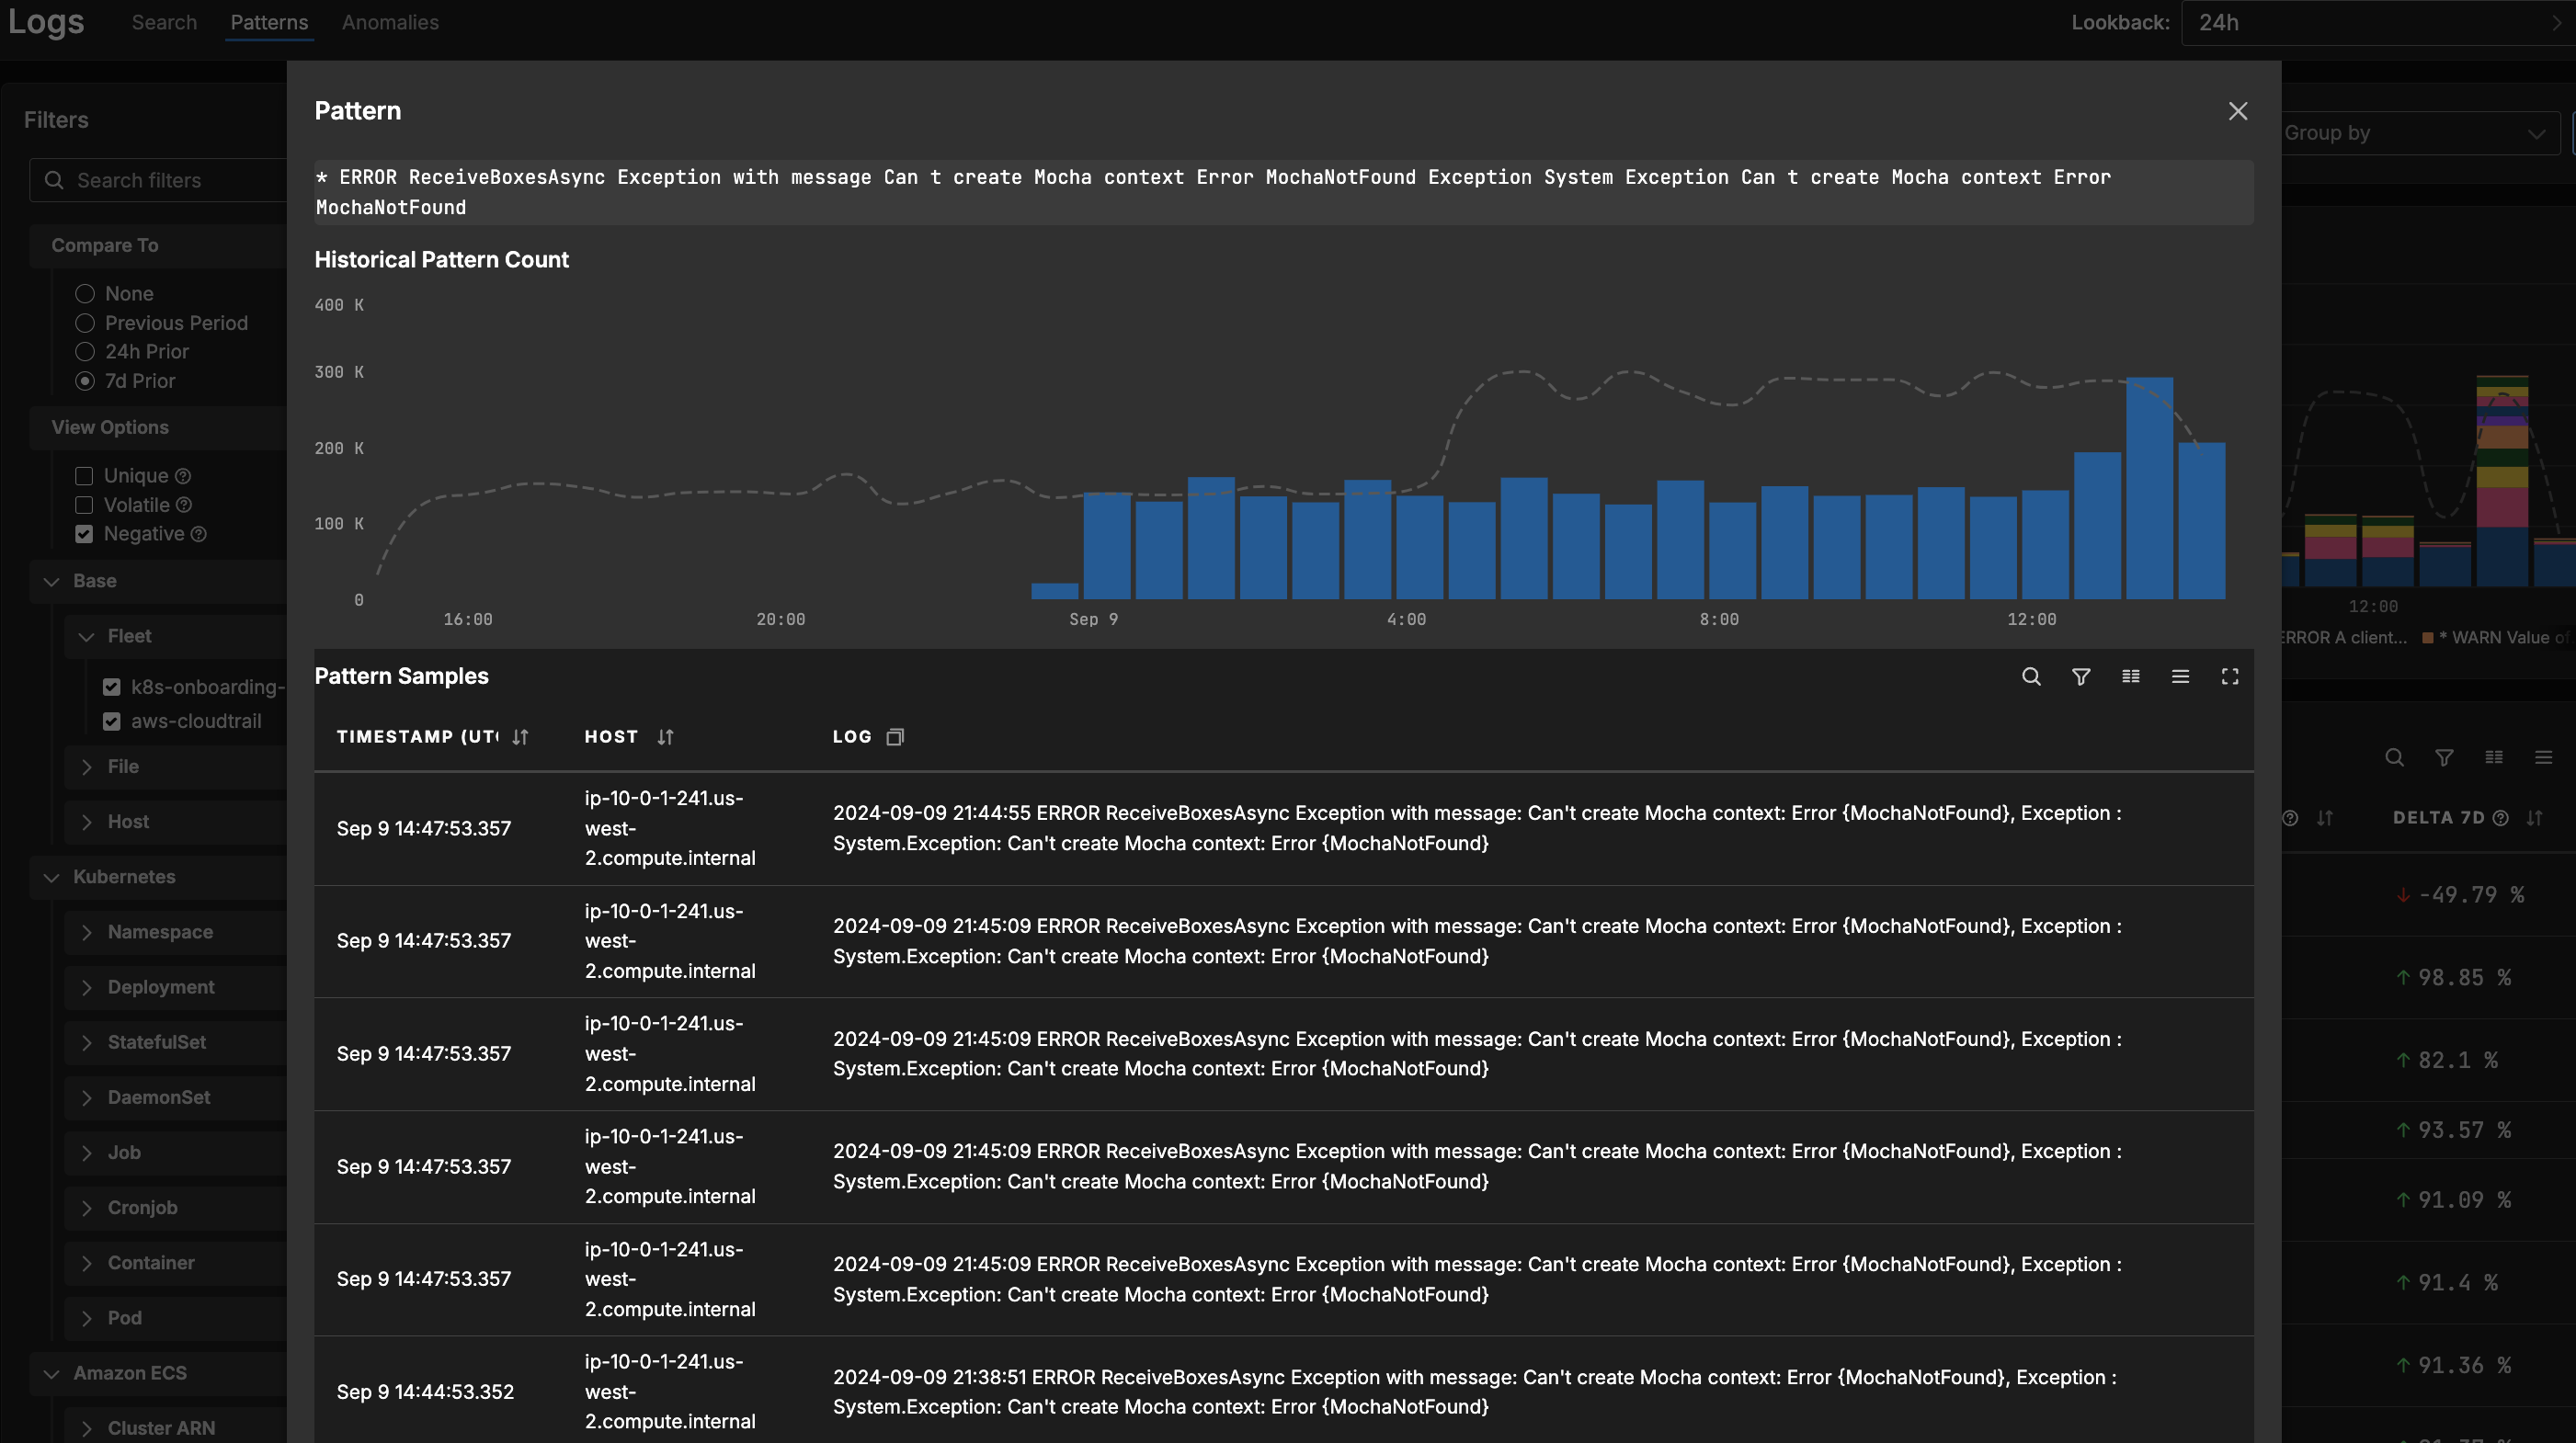 Logs
Search
Patterns
Anomalies
Lookback:
24h
Filters
Search filters
Compare To
None
Previous Period
24h Prior
7d Prior
View Options
Unique
Volatile
Negative
Base
Fleet
k8s-onboarding-
aws-cloudtrail
File
Host
Kubernetes
Namespace
Deployment
StatefulSet
DaemonSet
Job
Cronjob
Container
Pod
Amazon ECS
Cluster ARN
Pattern
* ERROR ReceiveBoxesAsync Exception with message Can t create Mocha context Error MochaNotFound Exception System Exception Can t create Mocha context Error
MochaNotFound
Historical Pattern Count
400 K
300 K
200 K
100 K
0
16:00
20:00
Sep 9
4:00
8:00
12:00
Pattern Samples
TIMESTAMP (UT
HOST
LOG
Sep 9 14:47:53.357
ip-10-0-1-241.us-
west-
2.compute.internal
2024-09-09 21:44:55 ERROR ReceiveBoxesAsync Exception with message: Can't create Mocha context: Error {MochaNotFound}, Exception :
System.Exception: Can't create Mocha context: Error {MochaNotFound}
Sep 9 14:47:53.357
ip-10-0-1-241.us-
west-
2.compute.internal
2024-09-09 21:45:09 ERROR ReceiveBoxesAsync Exception with message: Can't create Mocha context: Error {MochaNotFound}, Exception :
System.Exception: Can't create Mocha context: Error {MochaNotFound}
Sep 9 14:47:53.357
ip-10-0-1-241.us-
west-
2.compute.internal
2024-09-09 21:45:09 ERROR ReceiveBoxesAsync Exception with message: Can't create Mocha context: Error {MochaNotFound}, Exception :
System.Exception: Can't create Mocha context: Error {MochaNotFound}
Sep 9 14:47:53.357
ip-10-0-1-241.us-
west-
2.compute.internal
2024-09-09 21:45:09 ERROR ReceiveBoxesAsync Exception with message: Can't create Mocha context: Error {MochaNotFound}, Exception :
System.Exception: Can't create Mocha context: Error {MochaNotFound}
Sep 9 14:47:53.357
ip-10-0-1-241.us-
west-
2.compute.internal
2024-09-09 21:45:09 ERROR ReceiveBoxesAsync Exception with message: Can't create Mocha context: Error {MochaNotFound}, Exception :
System.Exception: Can't create Mocha context: Error {MochaNotFound}
Sep 9 14:44:53.352
ip-10-0-1-241.us-
west-
2.compute.internal
2024-09-09 21:38:51 ERROR ReceiveBoxesAsync Exception with message: Can't create Mocha context: Error {MochaNotFound}, Exception :
System.Exception: Can't create Mocha context: Error {MochaNotFound}
Group by
12:00
ERROR A client...
* WARN Value of
DELTA 7D
-49.79 %
98.85 %
82.1 %
93.57 %
91.09 %
91.4 %
91.36 %